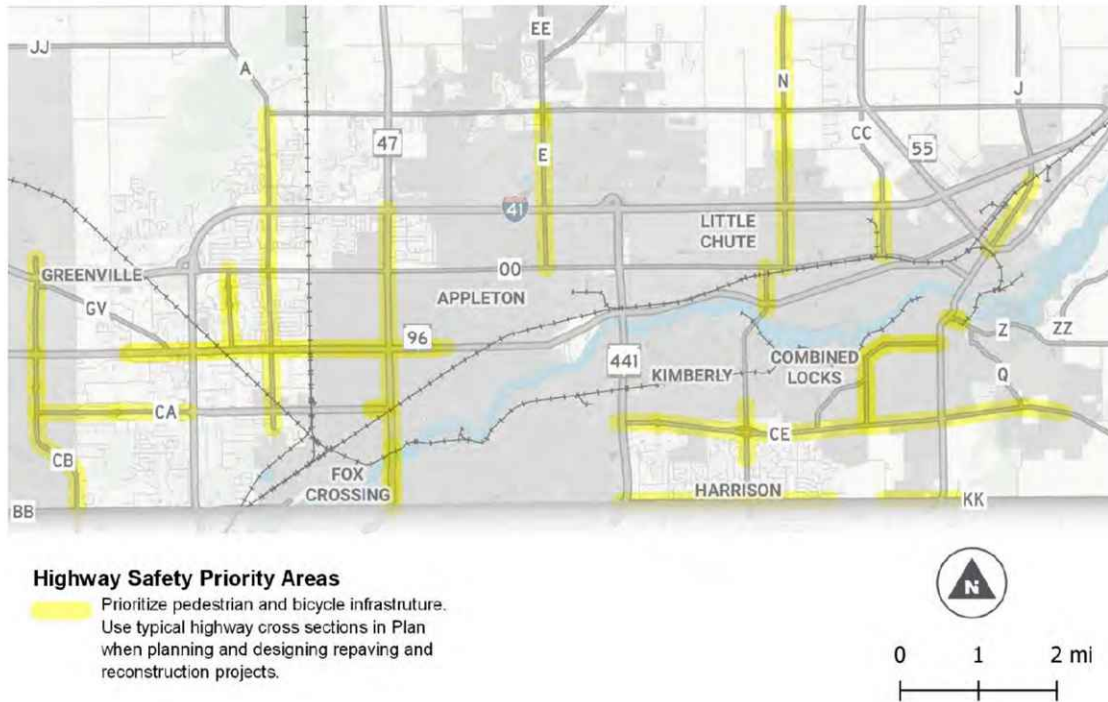 EE
JJ
A
N
J
47
CC
55
E
41
LITTLE
CHUTE
GREENVILLE
OO
APPLETON
GV
96
441
KIMBERLY
COMBINED
LOCKS
Z
ZZ
Q
CA
CE
CB
FOX
CROSSING
HARRISON
BB
KK
Highway Safety Priority Areas
Prioritize pedestrian and bicycle infrastruture.
Use typical highway cross sections in Plan
when planning and designing repaving and
reconstruction projects.
N
0 1 2 mi